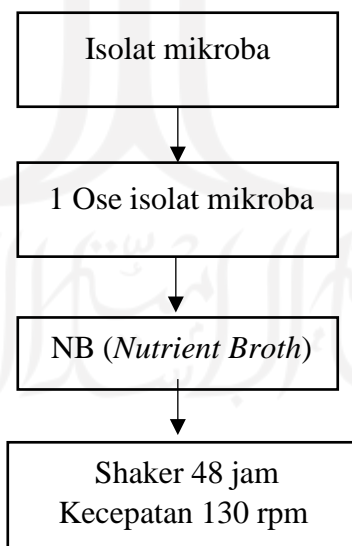 Isolat mikroba
1 Ose isolat mikroba
NB (Nutrient Broth)
Shaker 48 jam
Kecepatan 130 rpm